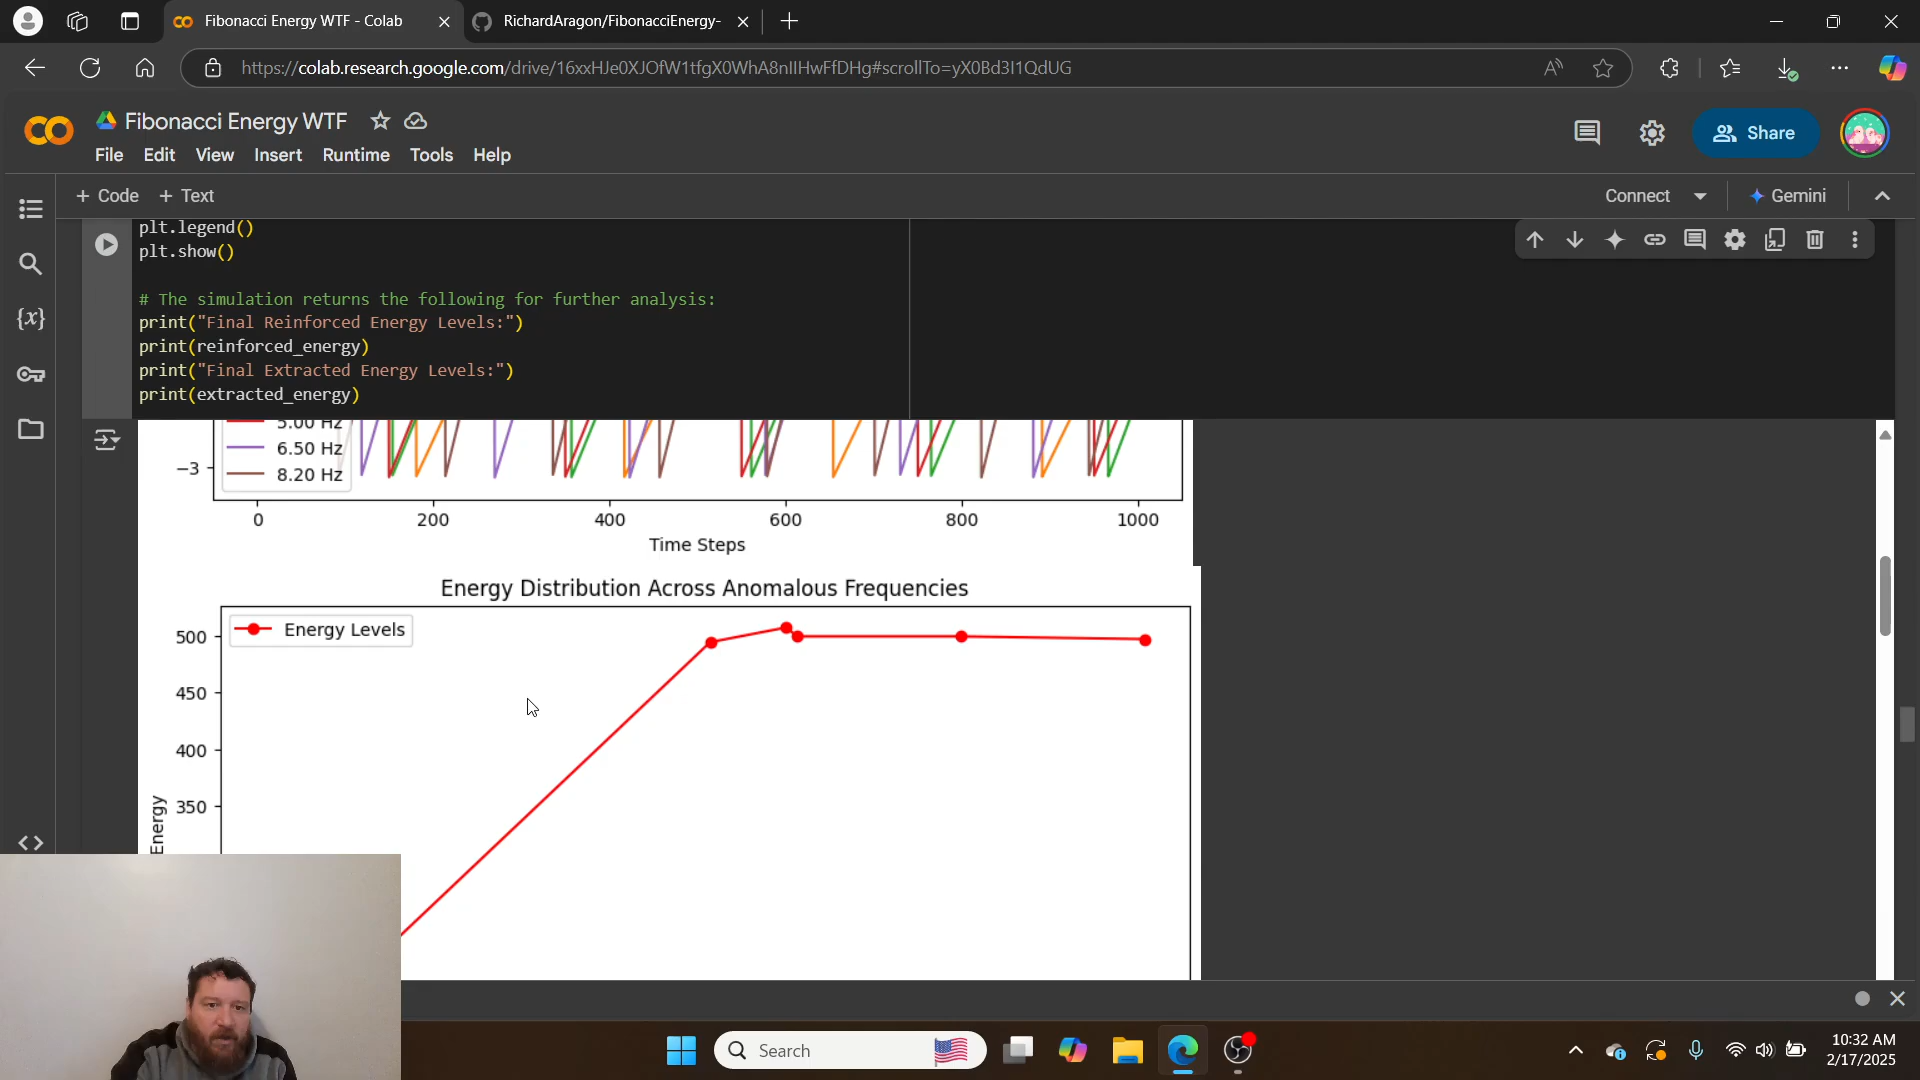 Fibonacci Energy WTF - Colab
RichardAragon/FibonacciEnergy-
https://colab.research.google.com/drive/16xxHJe0XJOfW1tfgX0WhA8nIIHwFfDHg#scrollTo=yX0Bd3I1QdUG
Fibonacci Energy WTF
File Edit View Insert Runtime Tools Help
Share
+ Code + Text
Connect
Gemini
plt.legend()
plt.show()
# The simulation returns the following for further analysis:
print("Final Reinforced Energy Levels:")
print(reinforced_energy)
print("Final Extracted Energy Levels:")
print(extracted_energy)
5.00 Hz
6.50 Hz
8.20 Hz
−3
0 200 400 600 800 1000
Time Steps
Energy Distribution Across Anomalous Frequencies
Energy Levels
500
450
400
350
Energy
Search
10:32 AM
2/17/2025